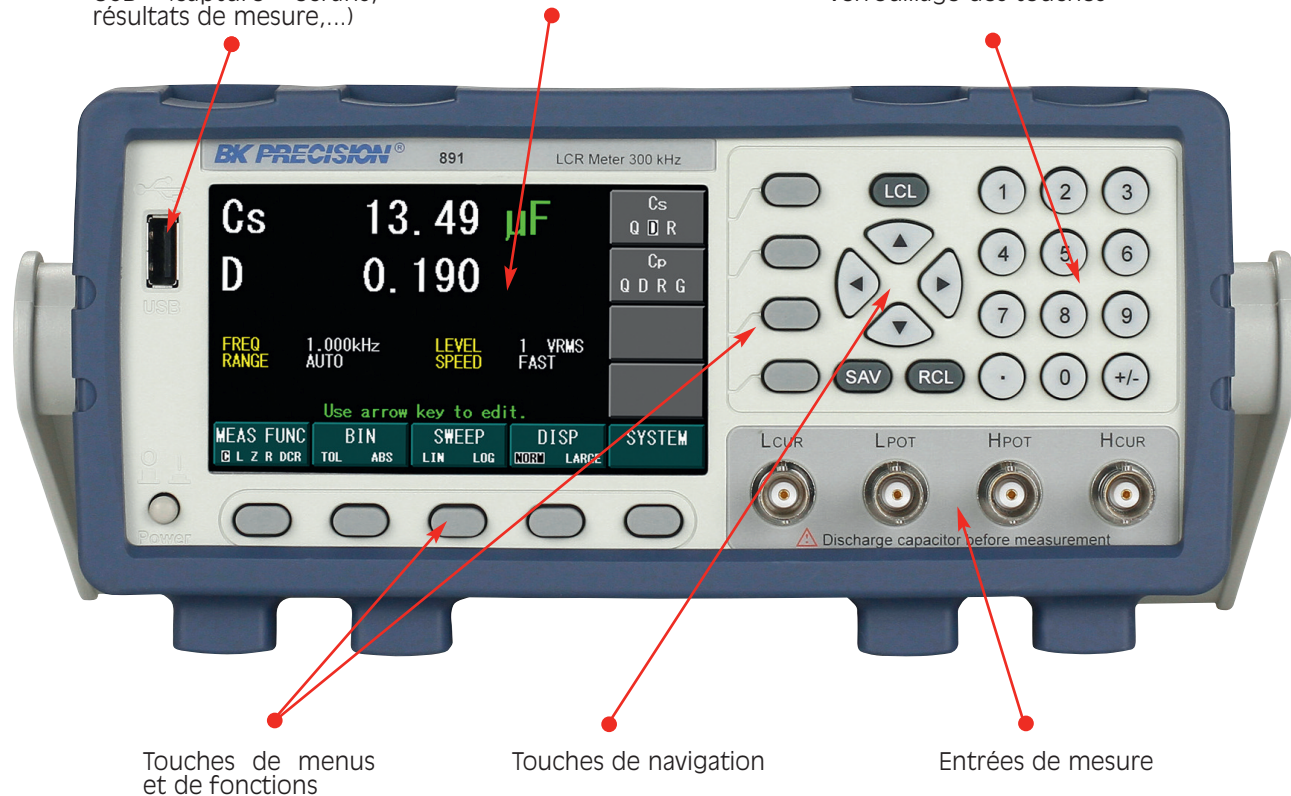 résultats de mesure,...)
BK PRECISION® 891 LCR Meter 300 kHz
USB
Cs 13.49 µF
D 0.190
FREQ 1.000kHz LEVEL 1 VRMS
RANGE AUTO SPEED FAST
Use arrow key to edit.
Cs
Q D R
Cp
Q D R G
MEAS FUNC BIN SWEEP DISP SYSTEM
C L Z R DCR TOL ABS LIN LOG NORM LARGE
Power
LCL 1 2 3
4 5 6
7 8 9
SAV RCL . 0 +/-
LCUR LPOT HPOT HCUR
Discharge capacitor before measurement
Touches de menus
et de fonctions
Touches de navigation
Entrées de mesure